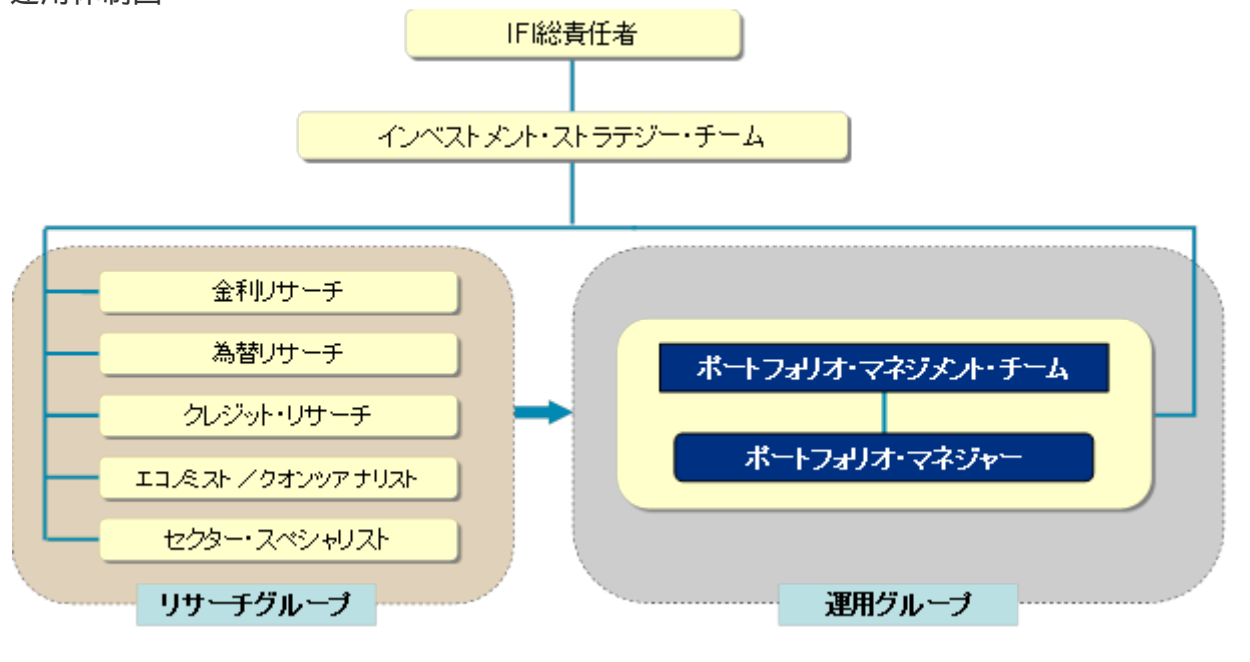 運用体制図
IFI総責任者
インベストメント・ストラテジー・チーム
金利リサーチ
為替リサーチ
クレジット・リサーチ
エコノミスト／クオンツアナリスト
セクター・スペシャリスト
リサーチグループ
ポートフォリオ・マネジメント・チーム
ポートフォリオ・マネジャー
運用グループ